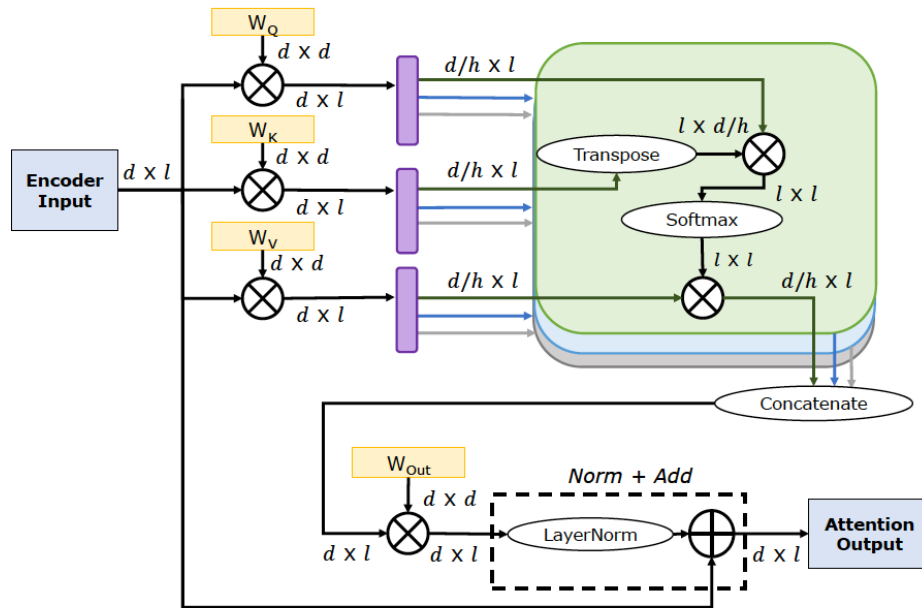 W_Q
d × d
d × l
d/h × l
l × d/h
W_K
d × d
Transpose
Encoder
Input
d × l
d × l
d/h × l
l × l
Softmax
W_V
d × d
d × l
d/h × l
l × l
d/h × l
Concatenate
W_Out
d × d
Norm + Add
LayerNorm
d × l
d × l
d × l
Attention
Output